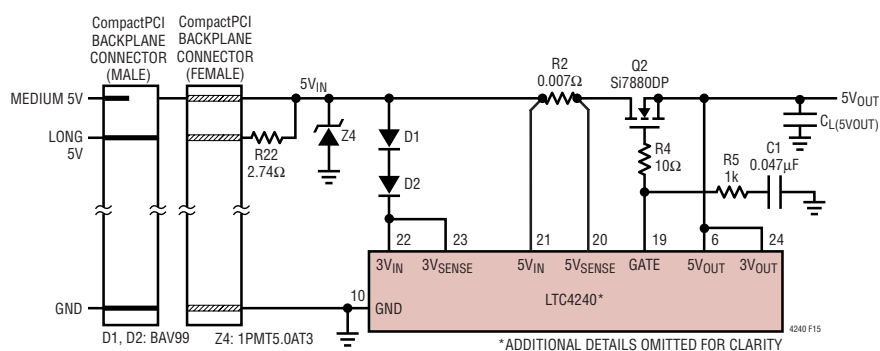 CompactPCI
BACKPLANE
CONNECTOR
(MALE)
CompactPCI
BACKPLANE
CONNECTOR
(FEMALE)
MEDIUM 5V
LONG
5V
5VIN
R22
2.74Ω
Z4
D1
D2
R2
0.007Ω
Q2
Si7880DP
5VOUT
CL(5VOUT)
R4
10Ω
R5
1k
C1
0.047µF
22
23
21
20
19
6
24
3VIN
3VSENSE
5VIN
5VSENSE
GATE
5VOUT
3VOUT
10
GND
LTC4240*
GND
D1, D2: BAV99
Z4: 1PMT5.0AT3
*ADDITIONAL DETAILS OMITTED FOR CLARITY
4240 F15